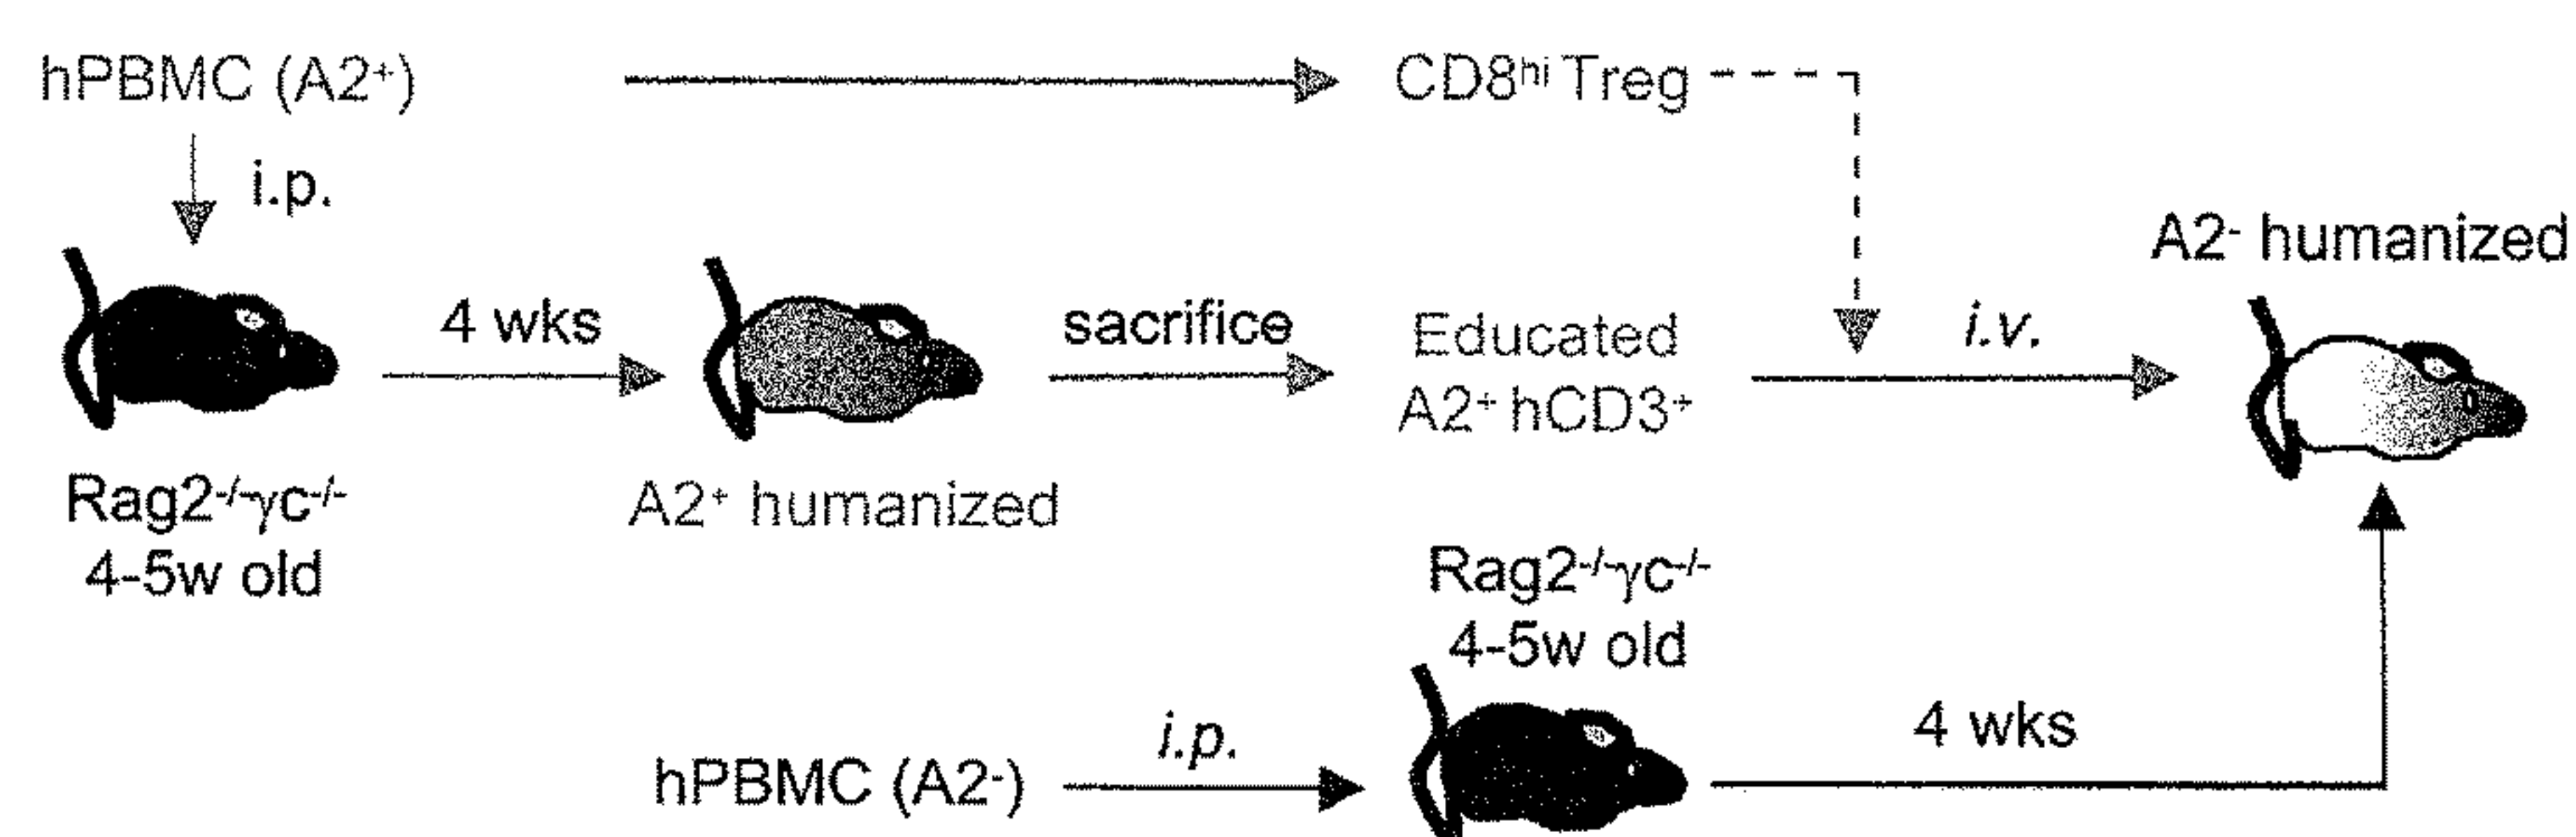 hPBMC (A2⁺)
CD8ʰⁱ Treg
i.p.
A2⁻ humanized
4 wks
sacrifice
Educated
A2⁺ hCD3⁺
i.v.
Rag2⁻/⁻γc⁻/⁻
4-5w old
A2⁺ humanized
Rag2⁻/⁻γc⁻/⁻
4-5w old
hPBMC (A2⁻)
i.p.
4 wks